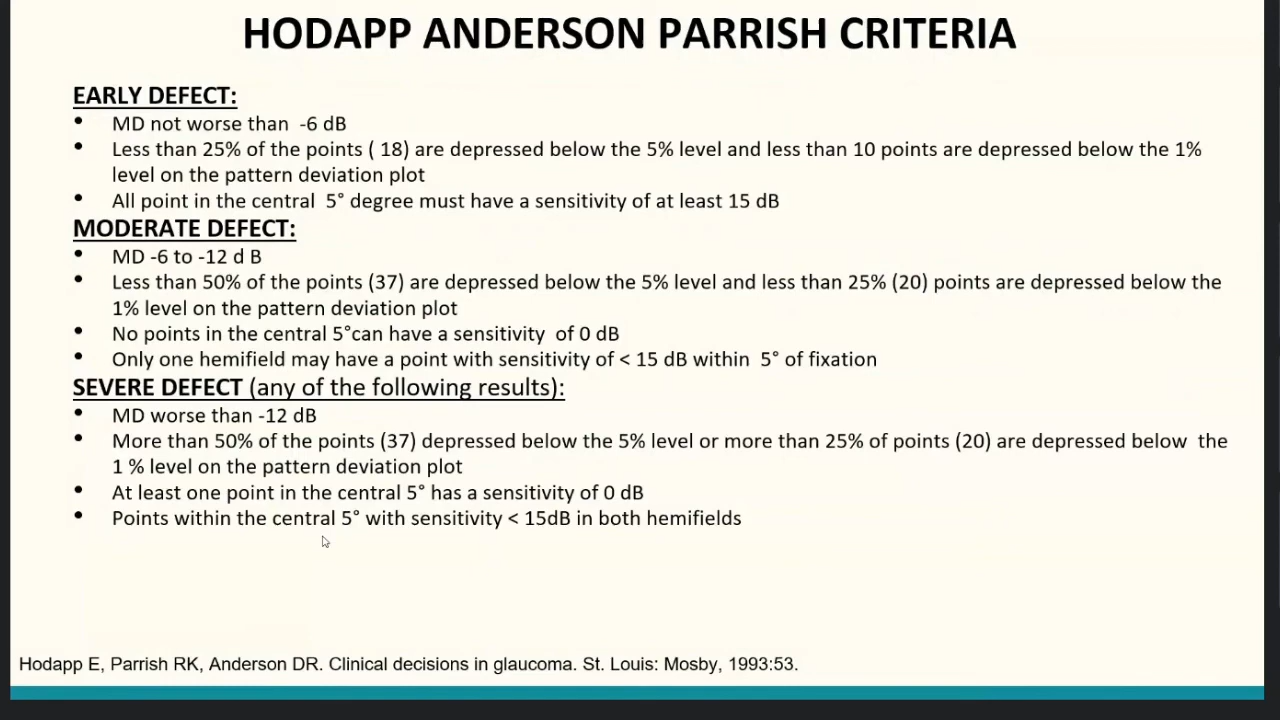 HODAPP ANDERSON PARRISH CRITERIA
EARLY DEFECT:
• MD not worse than -6 dB
• Less than 25% of the points ( 18) are depressed below the 5% level and less than 10 points are depressed below the 1%
level on the pattern deviation plot
• All point in the central 5° degree must have a sensitivity of at least 15 dB
MODERATE DEFECT:
• MD -6 to -12 d B
• Less than 50% of the points (37) are depressed below the 5% level and less than 25% (20) points are depressed below the
1% level on the pattern deviation plot
• No points in the central 5°can have a sensitivity of 0 dB
• Only one hemifield may have a point with sensitivity of < 15 dB within 5° of fixation
SEVERE DEFECT (any of the following results):
• MD worse than -12 dB
• More than 50% of the points (37) depressed below the 5% level or more than 25% of points (20) are depressed below the
1 % level on the pattern deviation plot
• At least one point in the central 5° has a sensitivity of 0 dB
• Points within the central 5° with sensitivity < 15dB in both hemifields
Hodapp E, Parrish RK, Anderson DR. Clinical decisions in glaucoma. St. Louis: Mosby, 1993:53.